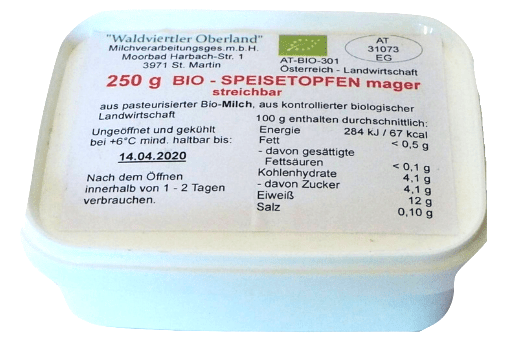 "Waldviertler Oberland"
Milchverarbeitungsges.m.b.H.
Moorbad Harbach-Str. 1
3971 St. Martin
AT-BIO-301
Österreich - Landwirtschaft
AT
31073
EG
250 g BIO - SPEISETOPFEN mager
streichbar
aus pasteurisierter Bio-Milch, aus kontrollierter biologischer
Landwirtschaft
Ungeöffnet und gekühlt
bei +6°C mind. haltbar bis:
14.04.2020
Nach dem Öffnen
innerhalb von 1 - 2 Tagen
verbrauchen.
100 g enthalten durchschnittlich:
Energie 284 kJ / 67 kcal
Fett < 0,5 g
- davon gesättigte
Fettsäuren < 0,1 g
Kohlenhydrate 4,1 g
- davon Zucker 4,1 g
Eiweiß 12 g
Salz 0,10 g